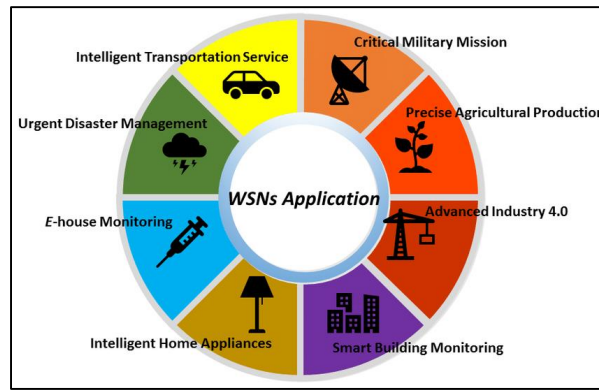 Intelligent Transportation Service
Critical Military Mission
Urgent Disaster Management
Precise Agricultural Production
WSNs Application
E-house Monitoring
Advanced Industry 4.0
Intelligent Home Appliances
Smart Building Monitoring